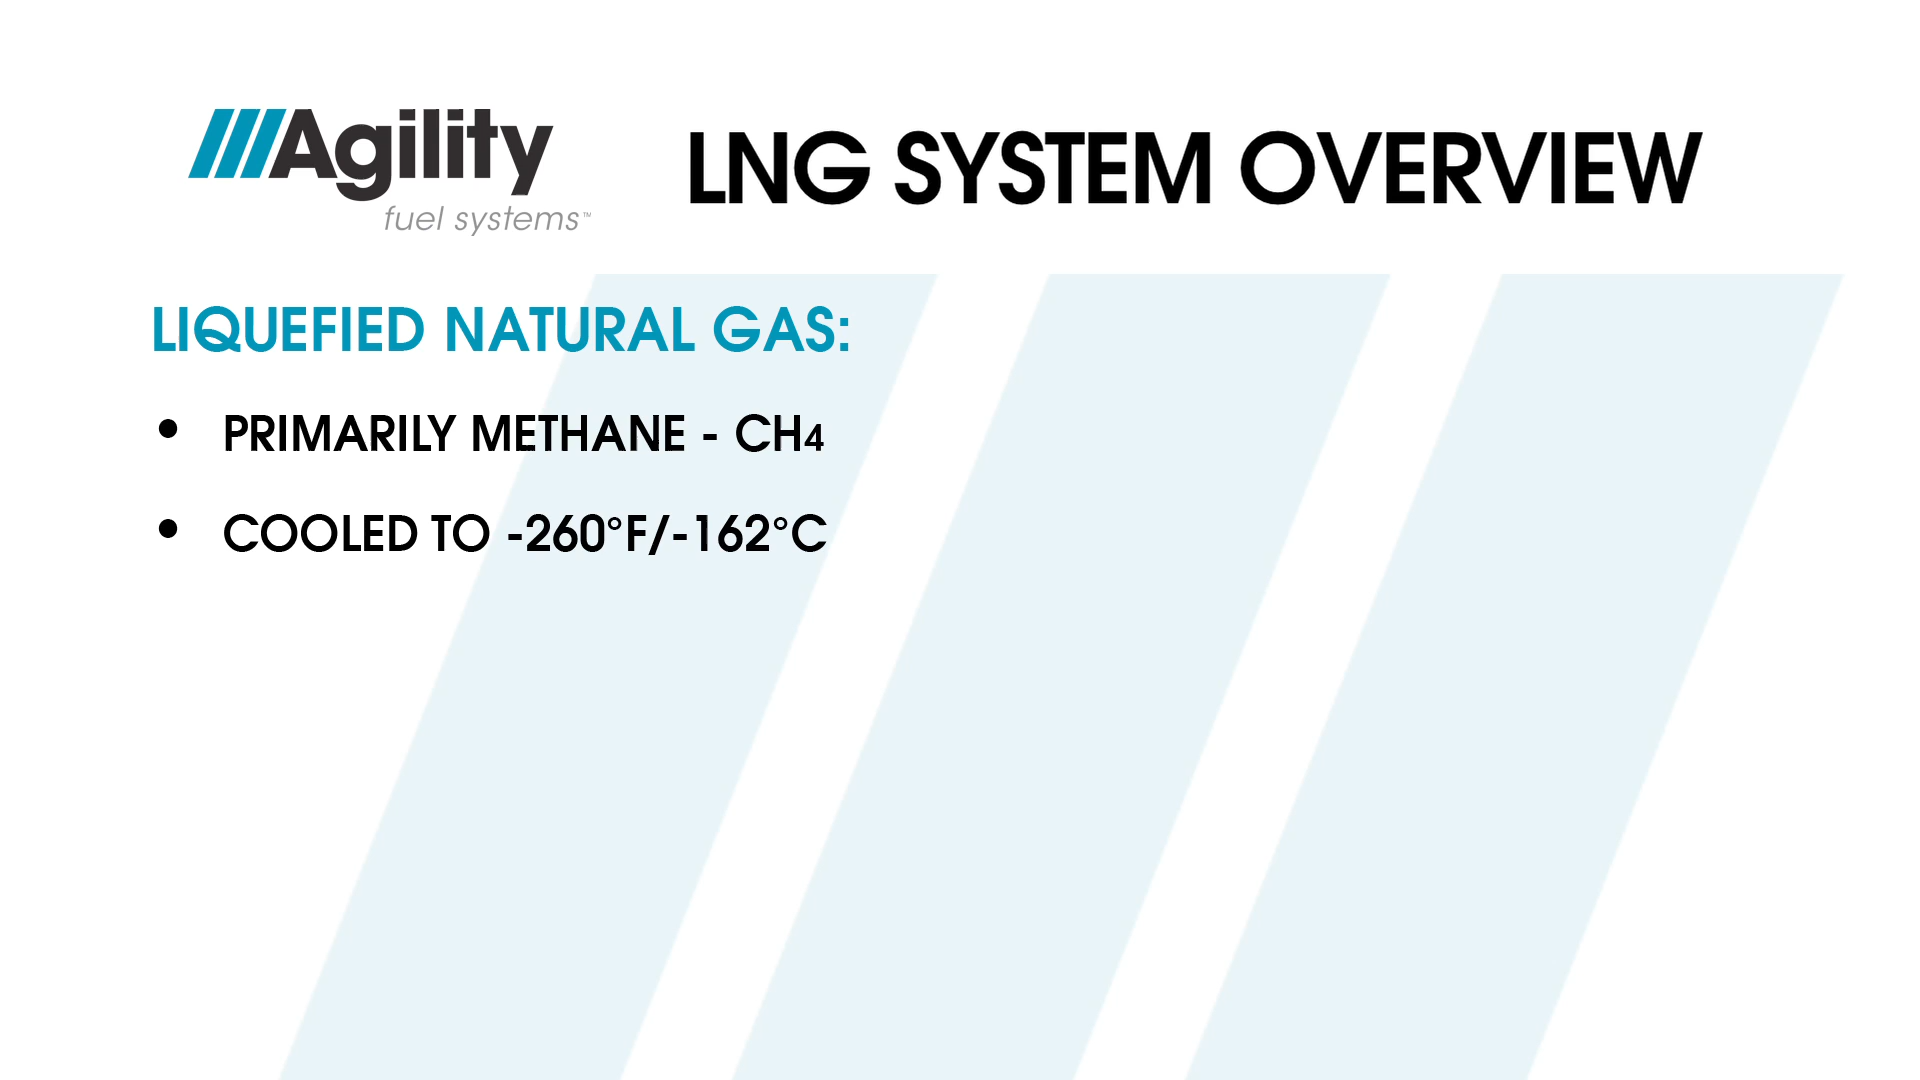 Agility
fuel systems™
LNG SYSTEM OVERVIEW
LIQUEFIED NATURAL GAS:
• PRIMARILY METHANE - CH4
• COOLED TO -260°F/-162°C